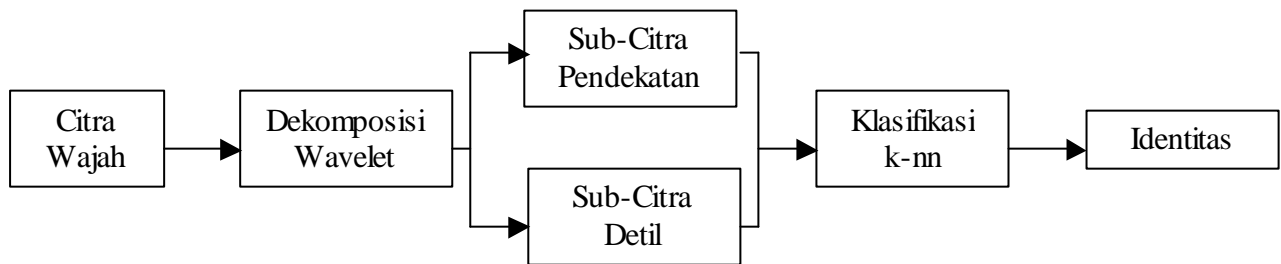 Citra
Wajah
Dekomposisi
Wavelet
Sub-Citra
Pendekatan
Sub-Citra
Detil
Klasifikasi
k-nn
Identitas